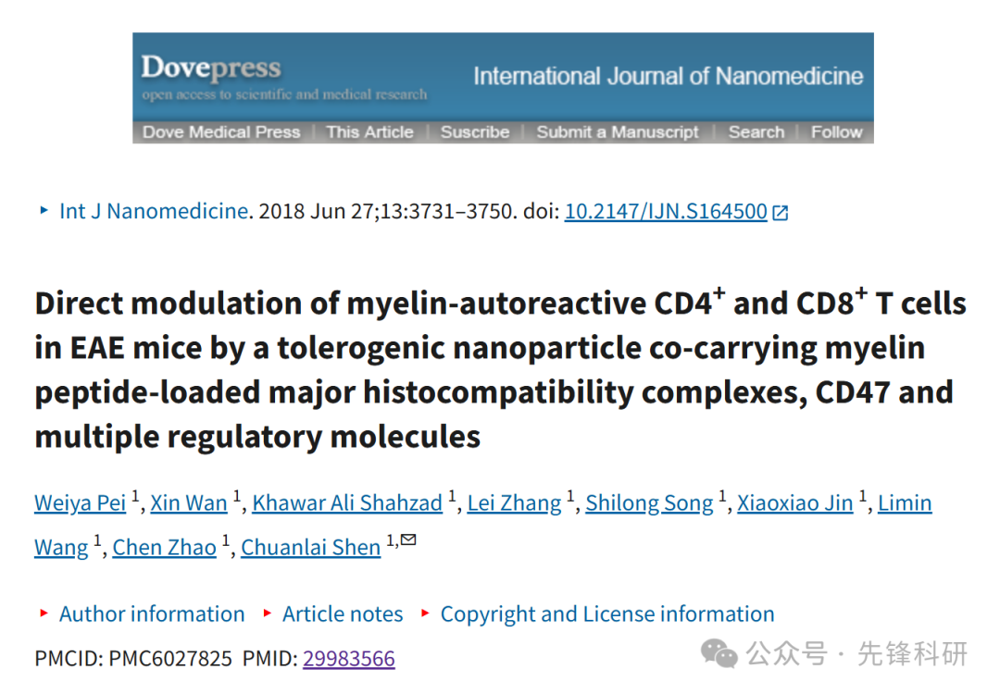 Dovepress
open access to scientific and medical research
International Journal of Nanomedicine
Dove Medical Press | This Article | Suscribe | Submit a Manuscript | Search | Follow
Int J Nanomedicine. 2018 Jun 27;13:3731–3750. doi: 10.2147/IJN.S164500
Direct modulation of myelin-autoreactive CD4+ and CD8+ T cells
in EAE mice by a tolerogenic nanoparticle co-carrying myelin
peptide-loaded major histocompatibility complexes, CD47 and
multiple regulatory molecules
Weiya Pei 1, Xin Wan 1, Khawar Ali Shahzad 1, Lei Zhang 1, Shilong Song 1, Xiaoxiao Jin 1, Limin
Wang 1, Chen Zhao 1, Chuanlai Shen 1,✉
Author information Article notes Copyright and License information
PMCID: PMC6027825 PMID: 29983566
公众号 · 先锋科研